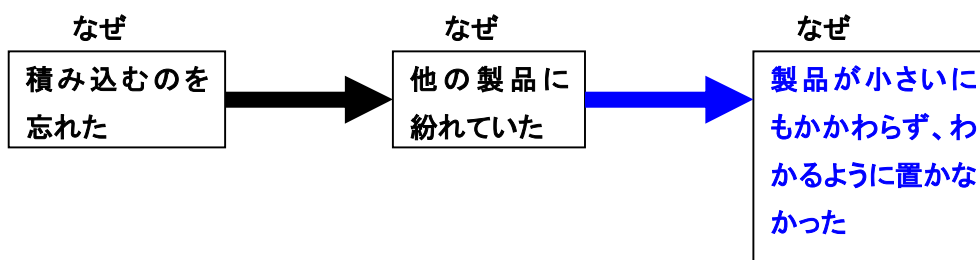 なぜ
なぜ
なぜ
積み込むのを
忘れた
他の製品に
紛れていた
製品が小さいに
もかかわらず、わ
かるように置かな
かった